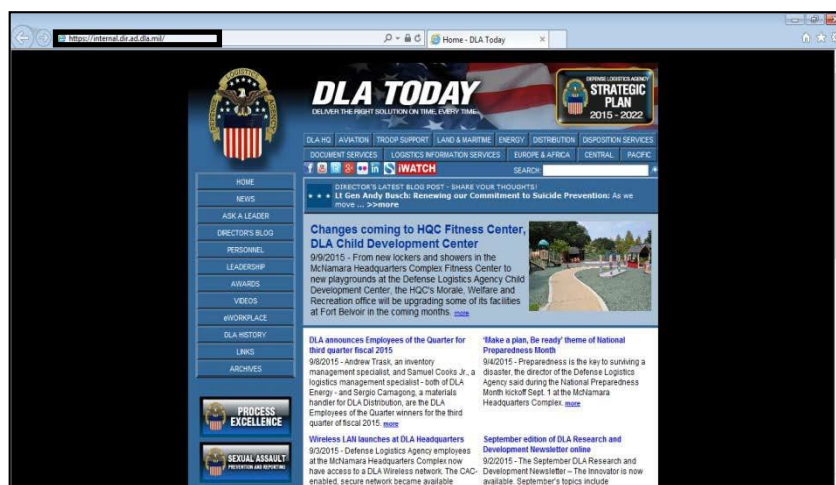 https://internal.dir.ad.dla.mil/
Home - DLA Today
DEFENSE LOGISTICS AGENCY
DLA TODAY
DELIVER THE RIGHT SOLUTION ON TIME, EVERY TIME
DEFENSE LOGISTICS AGENCY
STRATEGIC
PLAN
2015 - 2022
DLA HQ AVIATION TROOP SUPPORT LAND & MARITIME ENERGY DISTRIBUTION DISPOSITION SERVICES
DOCUMENT SERVICES LOGISTICS INFORMATION SERVICES EUROPE & AFRICA CENTRAL PACIFIC
iWATCH
SEARCH:
HOME
NEWS
ASK A LEADER
DIRECTOR'S BLOG
PERSONNEL
LEADERSHIP
AWARDS
VIDEOS
eWORKPLACE
DLA HISTORY
LINKS
ARCHIVES
PROCESS
EXCELLENCE
SEXUAL ASSAULT
PREVENTION AND REPORTING
DIRECTOR'S LATEST BLOG POST - SHARE YOUR THOUGHTS!
Lt Gen Andy Busch: Renewing our Commitment to Suicide Prevention: As we
move ... >>more
Changes coming to HQC Fitness Center,
DLA Child Development Center
9/9/2015 - From new lockers and showers in the
McNamara Headquarters Complex Fitness Center to
new playgrounds at the Defense Logistics Agency Child
Development Center, the HQC's Morale, Welfare and
Recreation office will be upgrading some of its facilities
at Fort Belvoir in the coming months. more
DLA announces Employees of the Quarter for
third quarter fiscal 2015
9/8/2015 - Andrew Trask, an inventory
management specialist, and Samuel Cooks Jr., a
logistics management specialist - both of DLA
Energy - and Sergio Camagong, a materials
handler for DLA Distribution, are the DLA
Employees of the Quarter winners for the third
quarter of fiscal 2015. more
'Make a plan, Be ready' theme of National
Preparedness Month
9/4/2015 - Preparedness is the key to surviving a
disaster, the director of the Defense Logistics
Agency said during the National Preparedness
Month kickoff Sept. 1 at the McNamara
Headquarters Complex. more
Wireless LAN launches at DLA Headquarters
9/3/2015 - Defense Logistics Agency employees
at the McNamara Headquarters Complex now
have access to a DLA Wireless network. The CAC-
enabled, secure network became available
September edition of DLA Research and
Development Newsletter online
9/2/2015 - The September DLA Research and
Development Newsletter – The Innovator is now
available. September's topics include